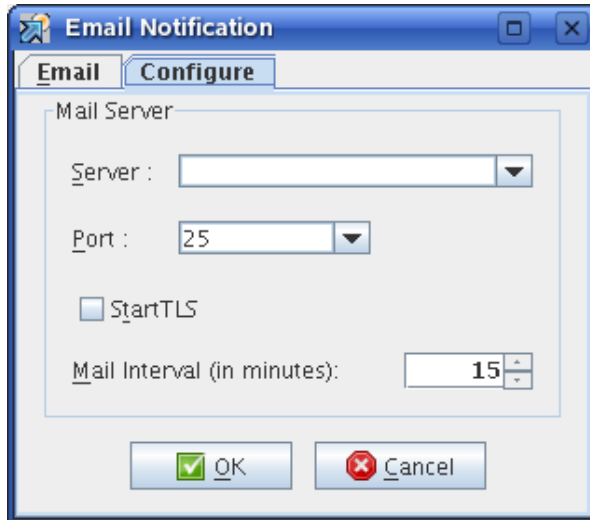 Email Notification
Email Configure
Mail Server
Server :
Port : 25
StartTLS
Mail Interval (in minutes): 15
OK Cancel